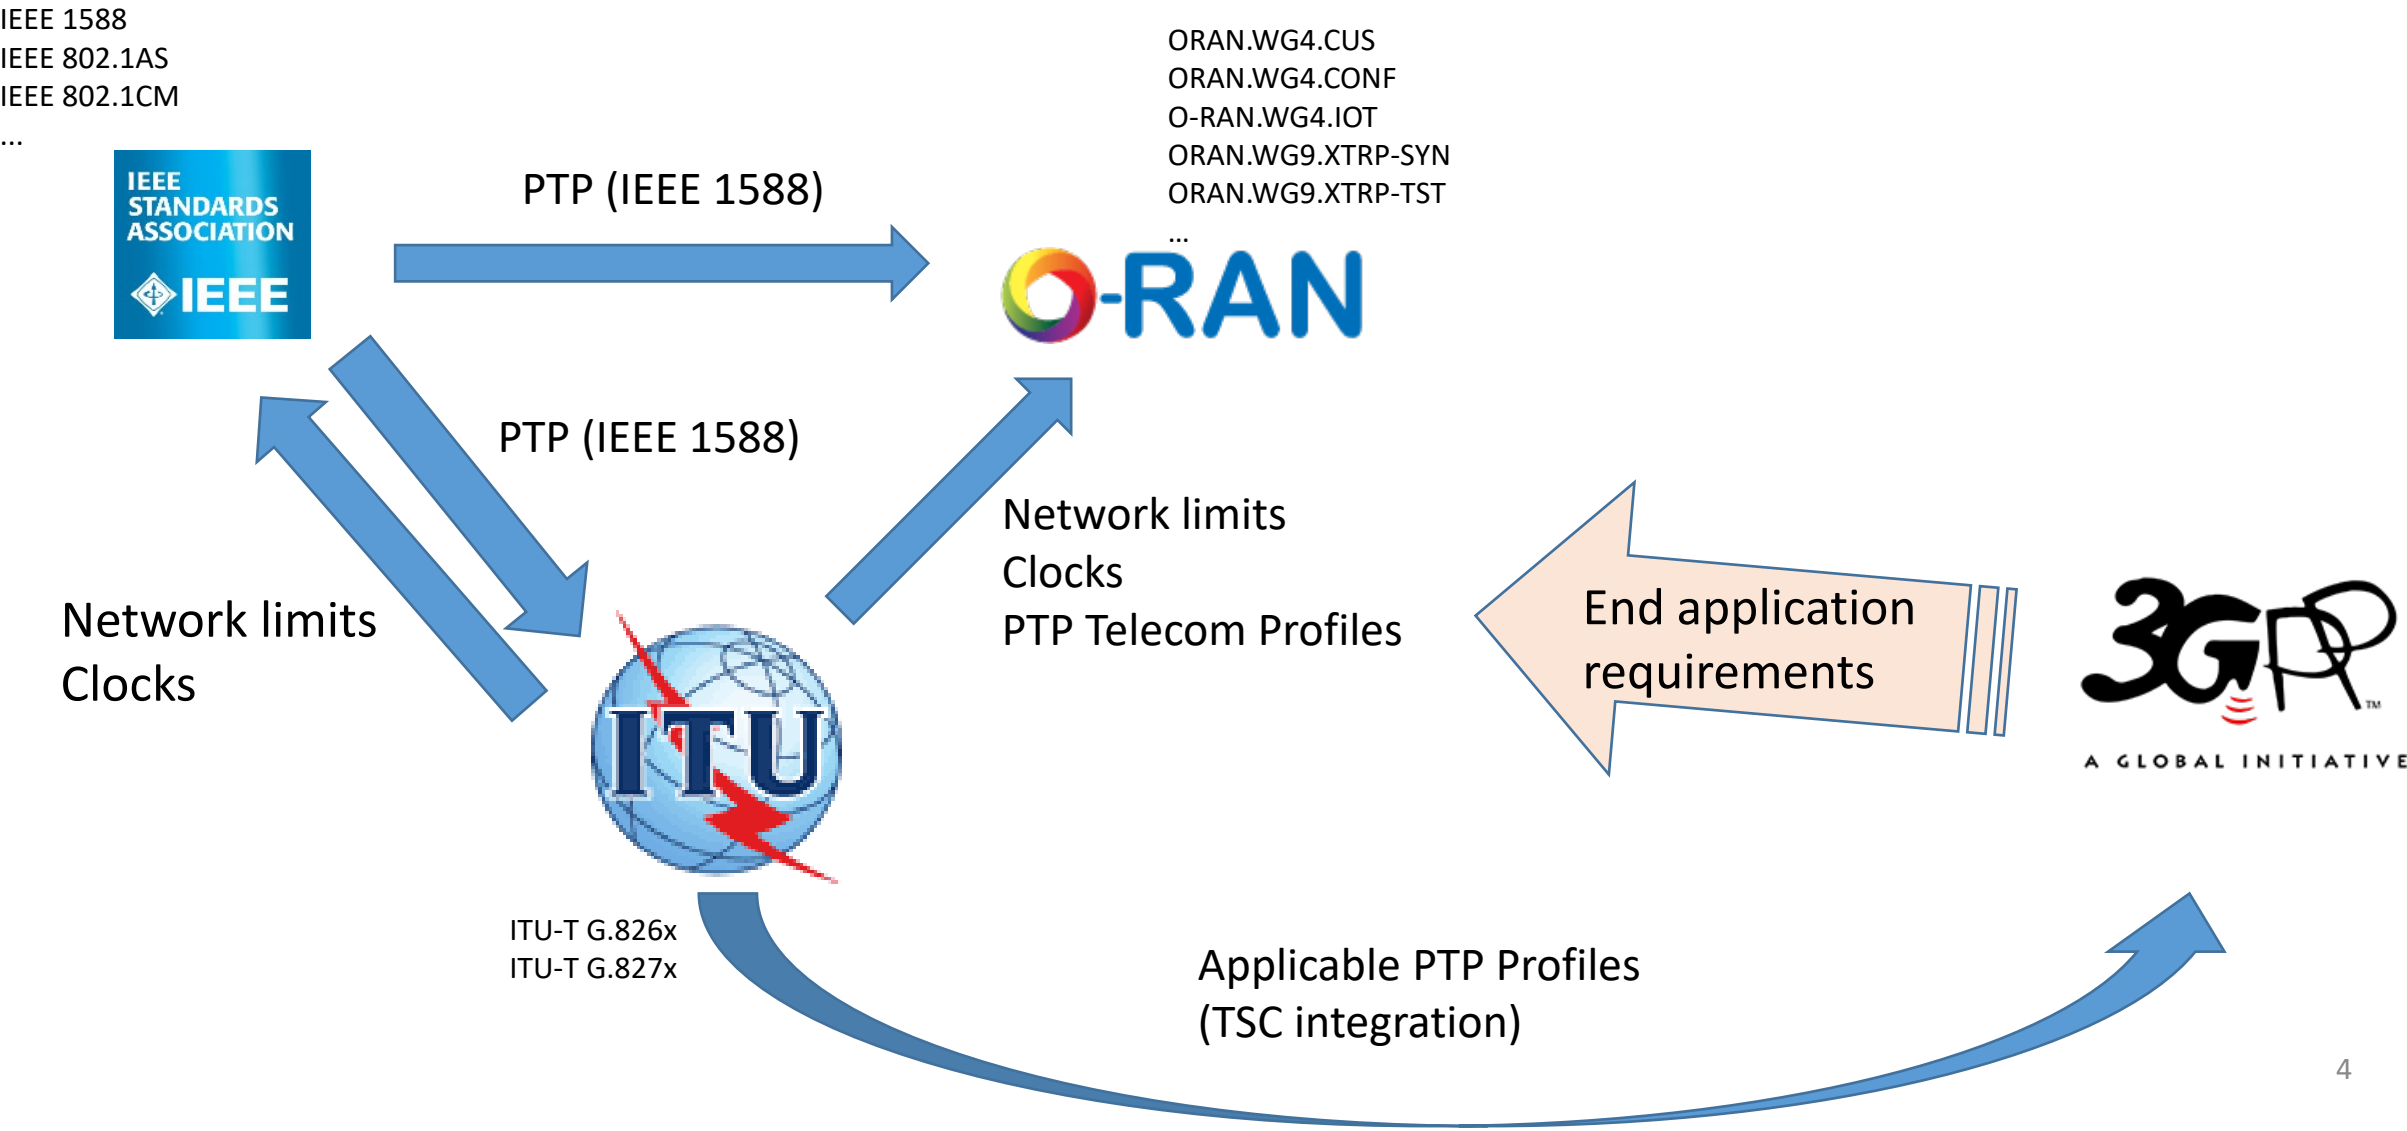 IEEE 1588
IEEE 802.1AS
IEEE 802.1CM
...
IEEE
STANDARDS
ASSOCIATION
IEEE
PTP (IEEE 1588)
ORAN.WG4.CUS
ORAN.WG4.CONF
O-RAN.WG4.IOT
ORAN.WG9.XTRP-SYN
ORAN.WG9.XTRP-TST
...
O-RAN
PTP (IEEE 1588)
Network limits
Clocks
Network limits
Clocks
PTP Telecom Profiles
End application
requirements
3GPP
TM
A GLOBAL INITIATIVE
ITU
ITU-T G.826x
ITU-T G.827x
Applicable PTP Profiles
(TSC integration)
4